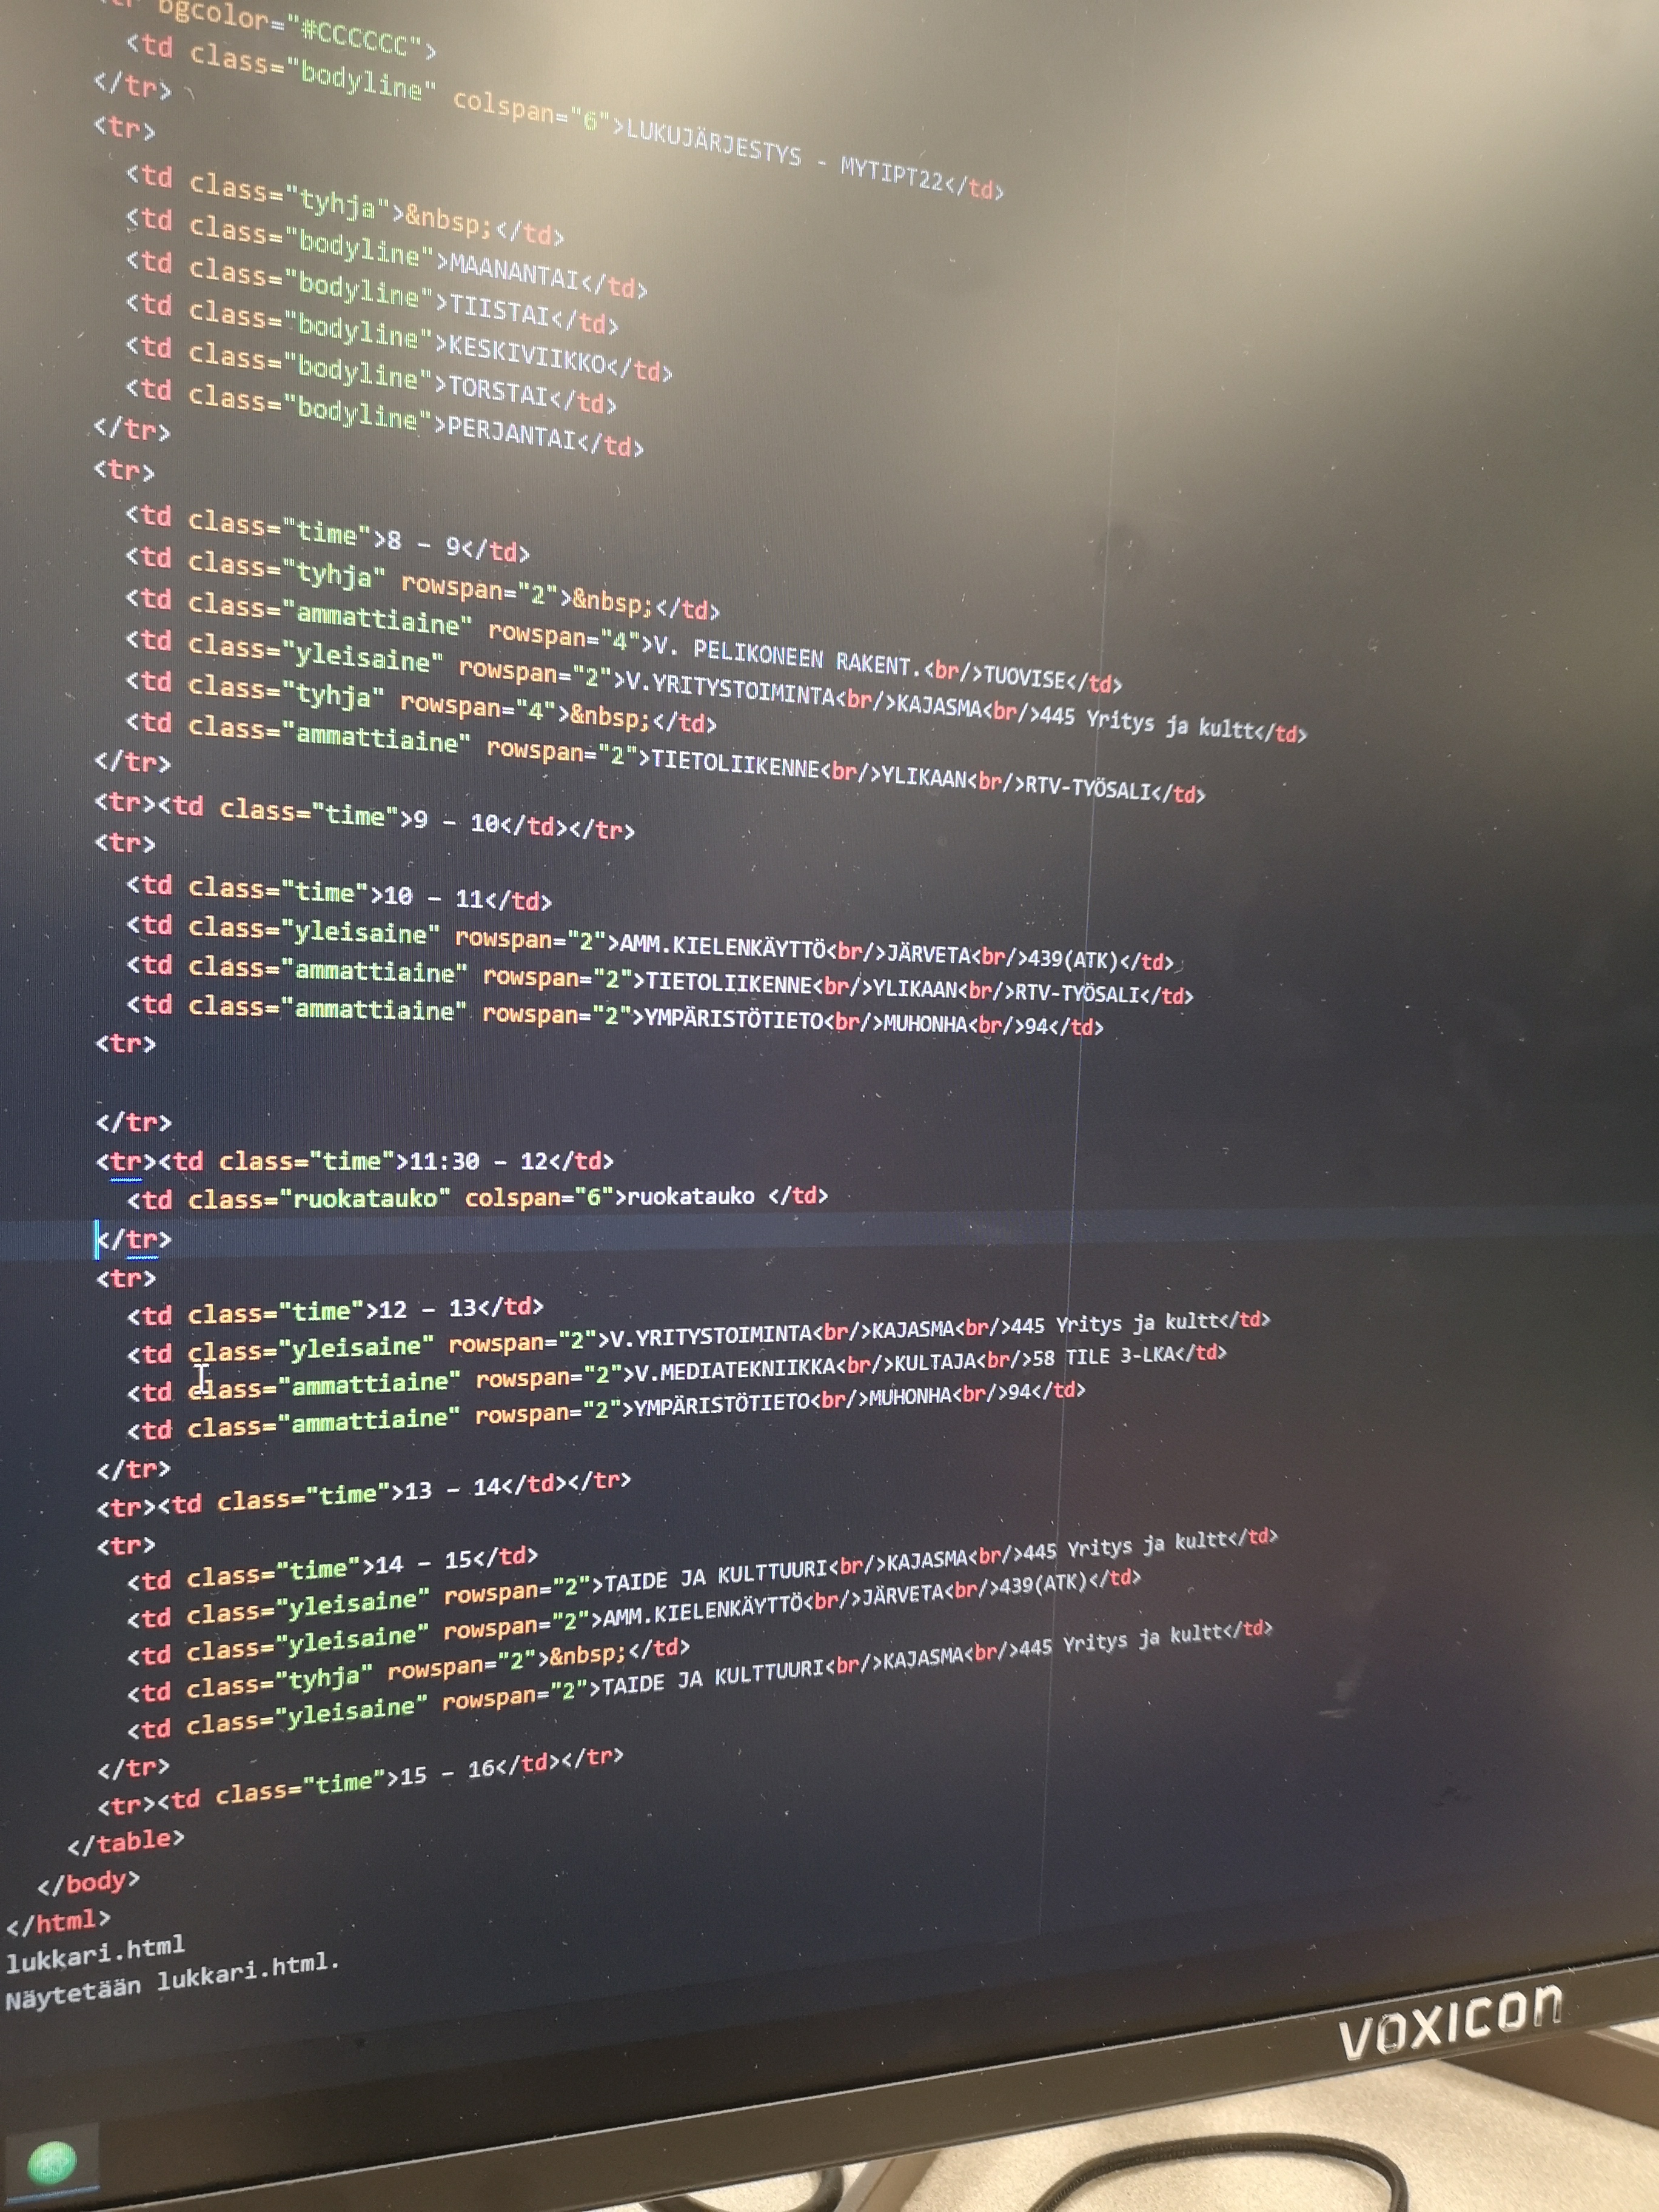 <tr bgcolor="#CCCCCC">
<td class="bodyline" colspan="6">LUKUJÄRJESTYS - MYTIPT22</td>
</tr>
<tr>
<td class="tyhja">&nbsp;</td>
<td class="bodyline">MAANANTAI</td>
<td class="bodyline">TIISTAI</td>
<td class="bodyline">KESKIVIIKKO</td>
<td class="bodyline">TORSTAI</td>
<td class="bodyline">PERJANTAI</td>
</tr>
<tr>
<td class="time">8 – 9</td>
<td class="tyhja" rowspan="2">&nbsp;</td>
<td class="ammattiaine" rowspan="4">V. PELIKONEEN RAKENT.<br/>TUOVISE</td>
<td class="yleisaine" rowspan="2">V.YRITYSTOIMINTA<br/>KAJASMA<br/>445 Yritys ja kultt</td>
<td class="tyhja" rowspan="4">&nbsp;</td>
<td class="ammattiaine" rowspan="2">TIETOLIIKENNE<br/>YLIKAAN<br/>RTV-TYÖSALI</td>
</tr>
<tr><td class="time">9 – 10</td></tr>
<tr>
<td class="time">10 – 11</td>
<td class="yleisaine" rowspan="2">AMM.KIELENKÄYTTÖ<br/>JÄRVETA<br/>439(ATK)</td>
<td class="ammattiaine" rowspan="2">TIETOLIIKENNE<br/>YLIKAAN<br/>RTV-TYÖSALI</td>
<td class="ammattiaine" rowspan="2">YMPÄRISTÖTIETO<br/>MUHONHA<br/>94</td>
<tr>
</tr>
<tr><td class="time">11:30 – 12</td>
<td class="ruokatauko" colspan="6">ruokatauko </td>
</tr>
<tr>
<td class="time">12 – 13</td>
<td class="yleisaine" rowspan="2">V.YRITYSTOIMINTA<br/>KAJASMA<br/>445 Yritys ja kultt</td>
<td class="ammattiaine" rowspan="2">V.MEDIATEKNIIKKA<br/>KULTAJA<br/>58 TILE 3-LKA</td>
<td class="ammattiaine" rowspan="2">YMPÄRISTÖTIETO<br/>MUHONHA<br/>94</td>
</tr>
<tr><td class="time">13 – 14</td></tr>
<tr>
<td class="time">14 – 15</td>
<td class="yleisaine" rowspan="2">TAIDE JA KULTTUURI<br/>KAJASMA<br/>445 Yritys ja kultt</td>
<td class="yleisaine" rowspan="2">AMM.KIELENKÄYTTÖ<br/>JÄRVETA<br/>439(ATK)</td>
<td class="tyhja" rowspan="2">&nbsp;</td>
<td class="yleisaine" rowspan="2">TAIDE JA KULTTUURI<br/>KAJASMA<br/>445 Yritys ja kultt</td>
</tr>
<tr><td class="time">15 – 16</td></tr>
</table>
</body>
</html>
lukkari.html
Näytetään lukkari.html.
VOXICON